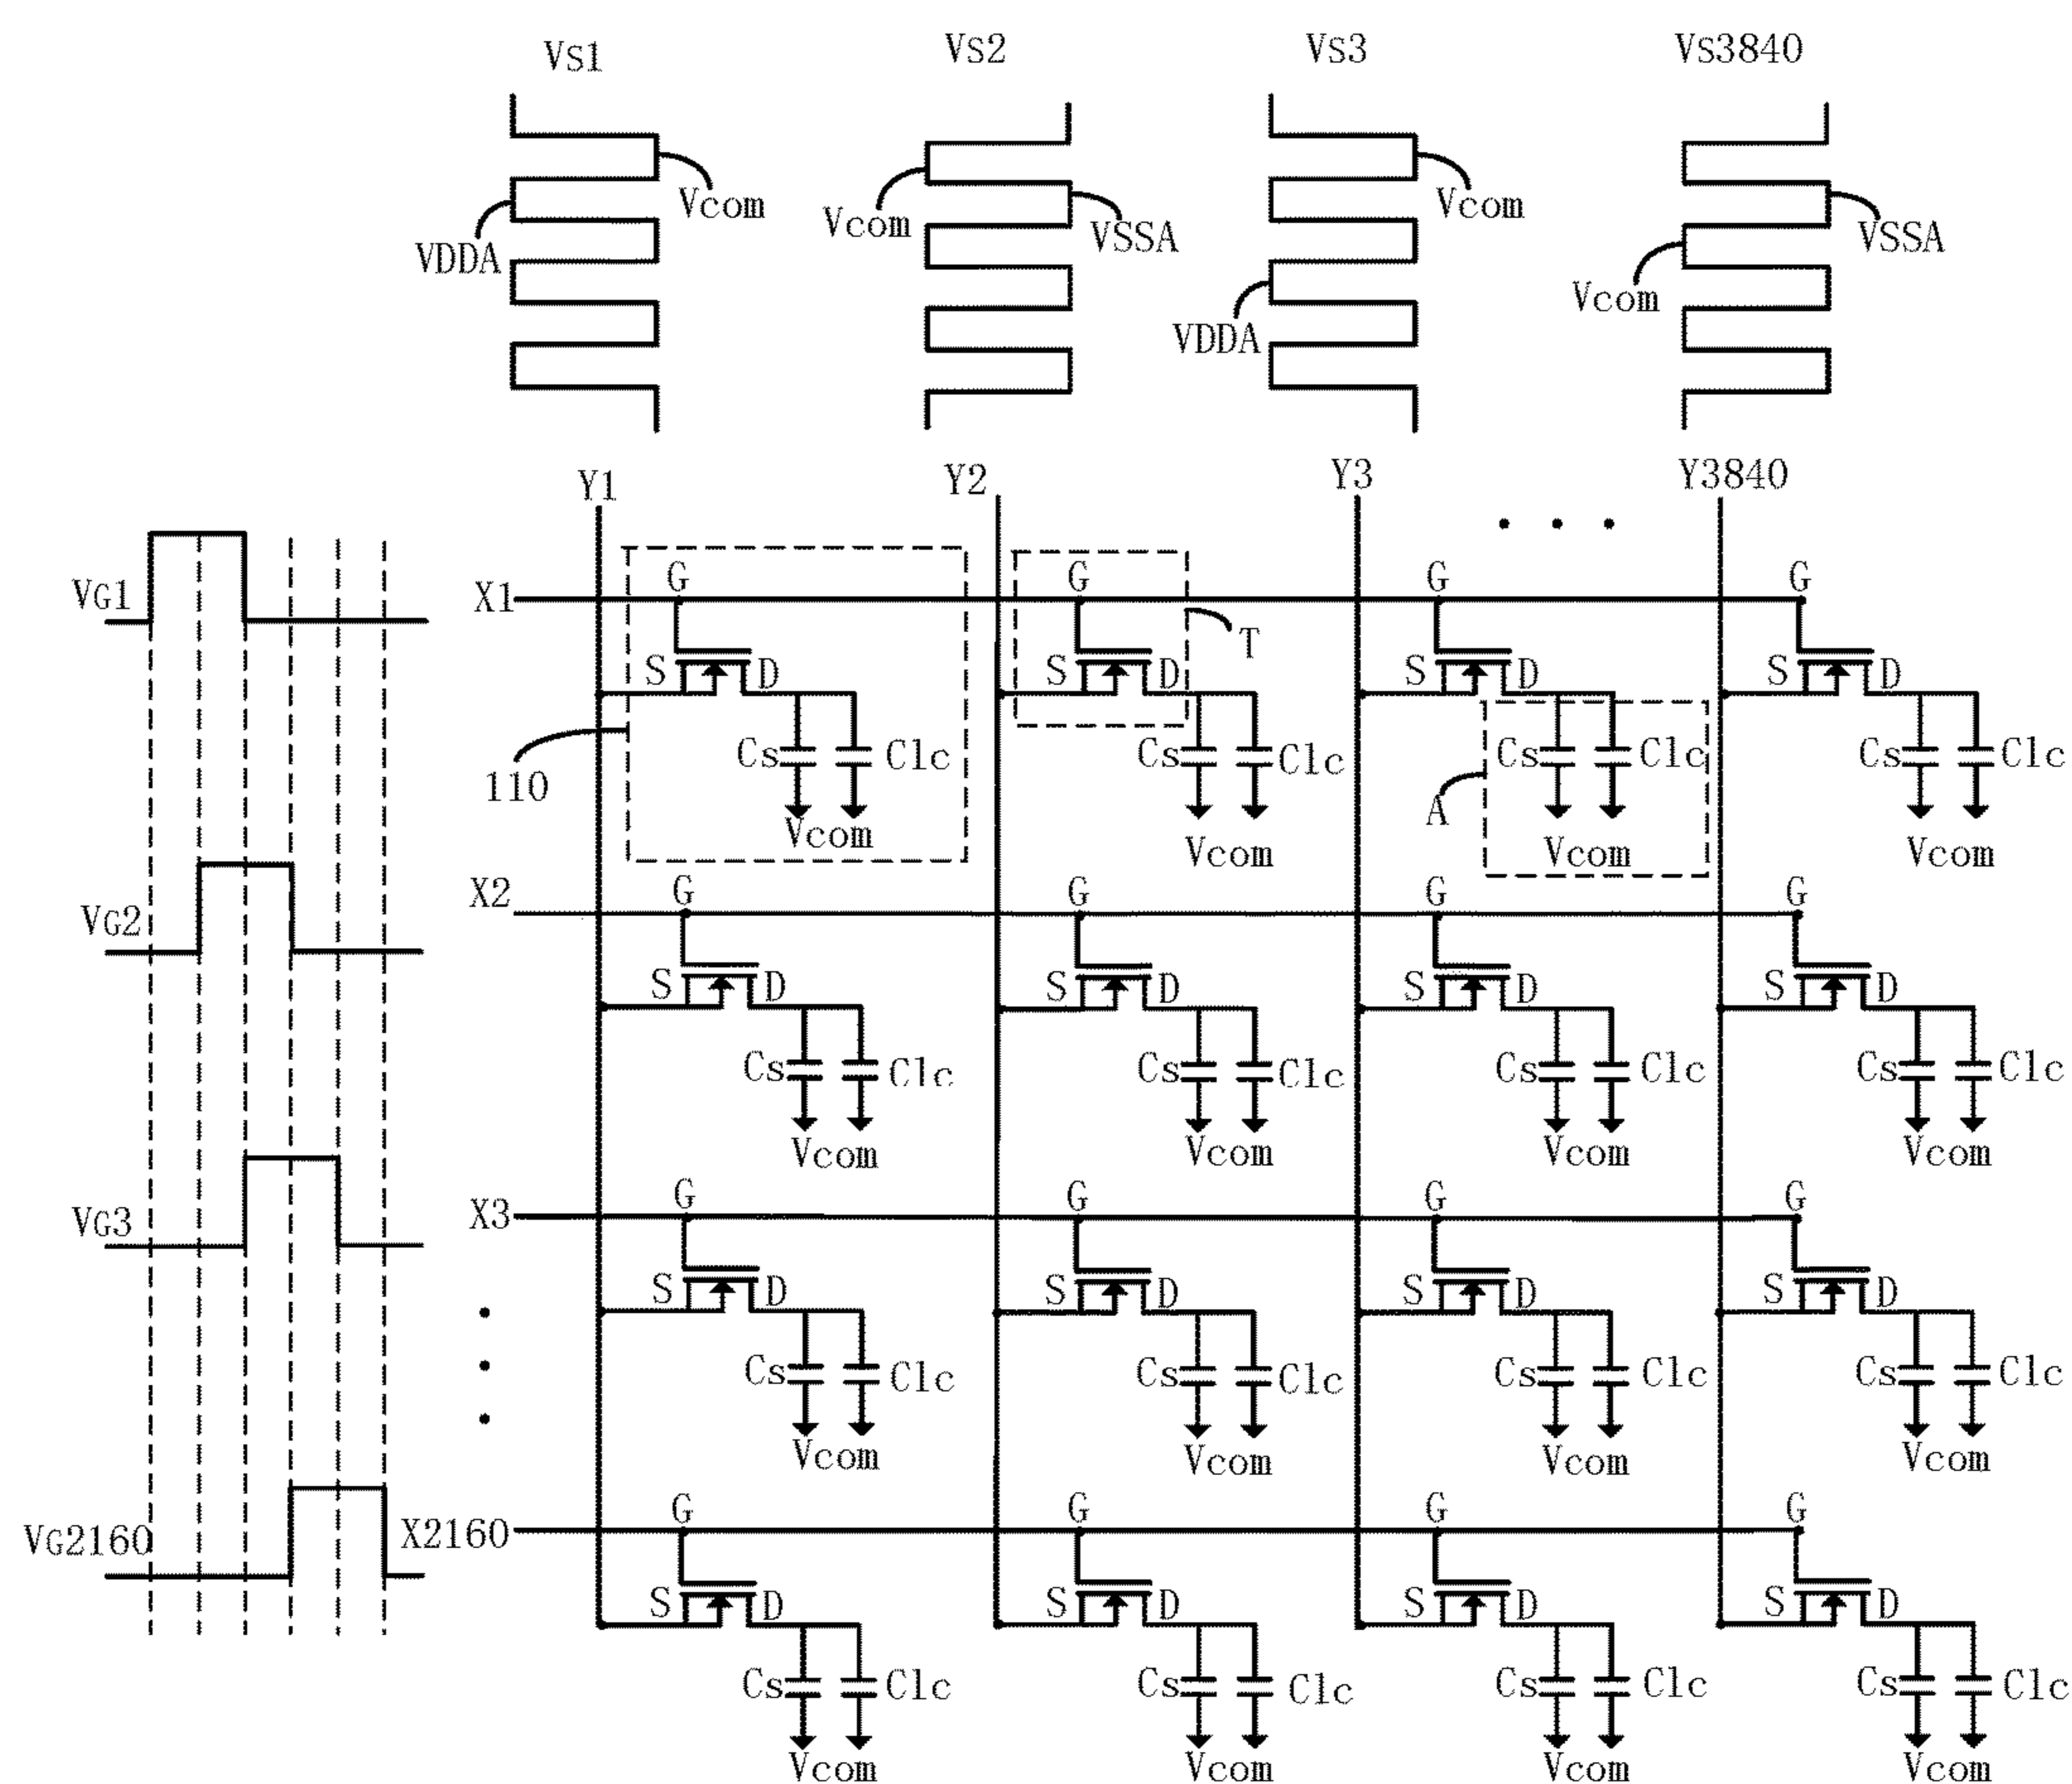 VS1 VS2 VS3 VS3840
Vcom Vcom Vcom
VDDA VSSA VSSA
Vcom
VDDA
Y1 Y2 Y3 Y3840
VG1 X1 G G G G
T
S D S D S D S D
Cs Clc Cs Clc Cs Clc Cs Clc
110 A
Vcom Vcom Vcom Vcom
VG2 X2 G G G G
S D S D S D S D
Cs Clc Cs Clc Cs Clc Cs Clc
Vcom Vcom Vcom Vcom
VG3 X3 G G G G
S D S D S D S D
Cs Clc Cs Clc Cs Clc Cs Clc
Vcom Vcom Vcom Vcom
VG2160 X2160 G G G G
S D S D S D S D
Cs Clc Cs Clc Cs Clc Cs Clc
Vcom Vcom Vcom Vcom